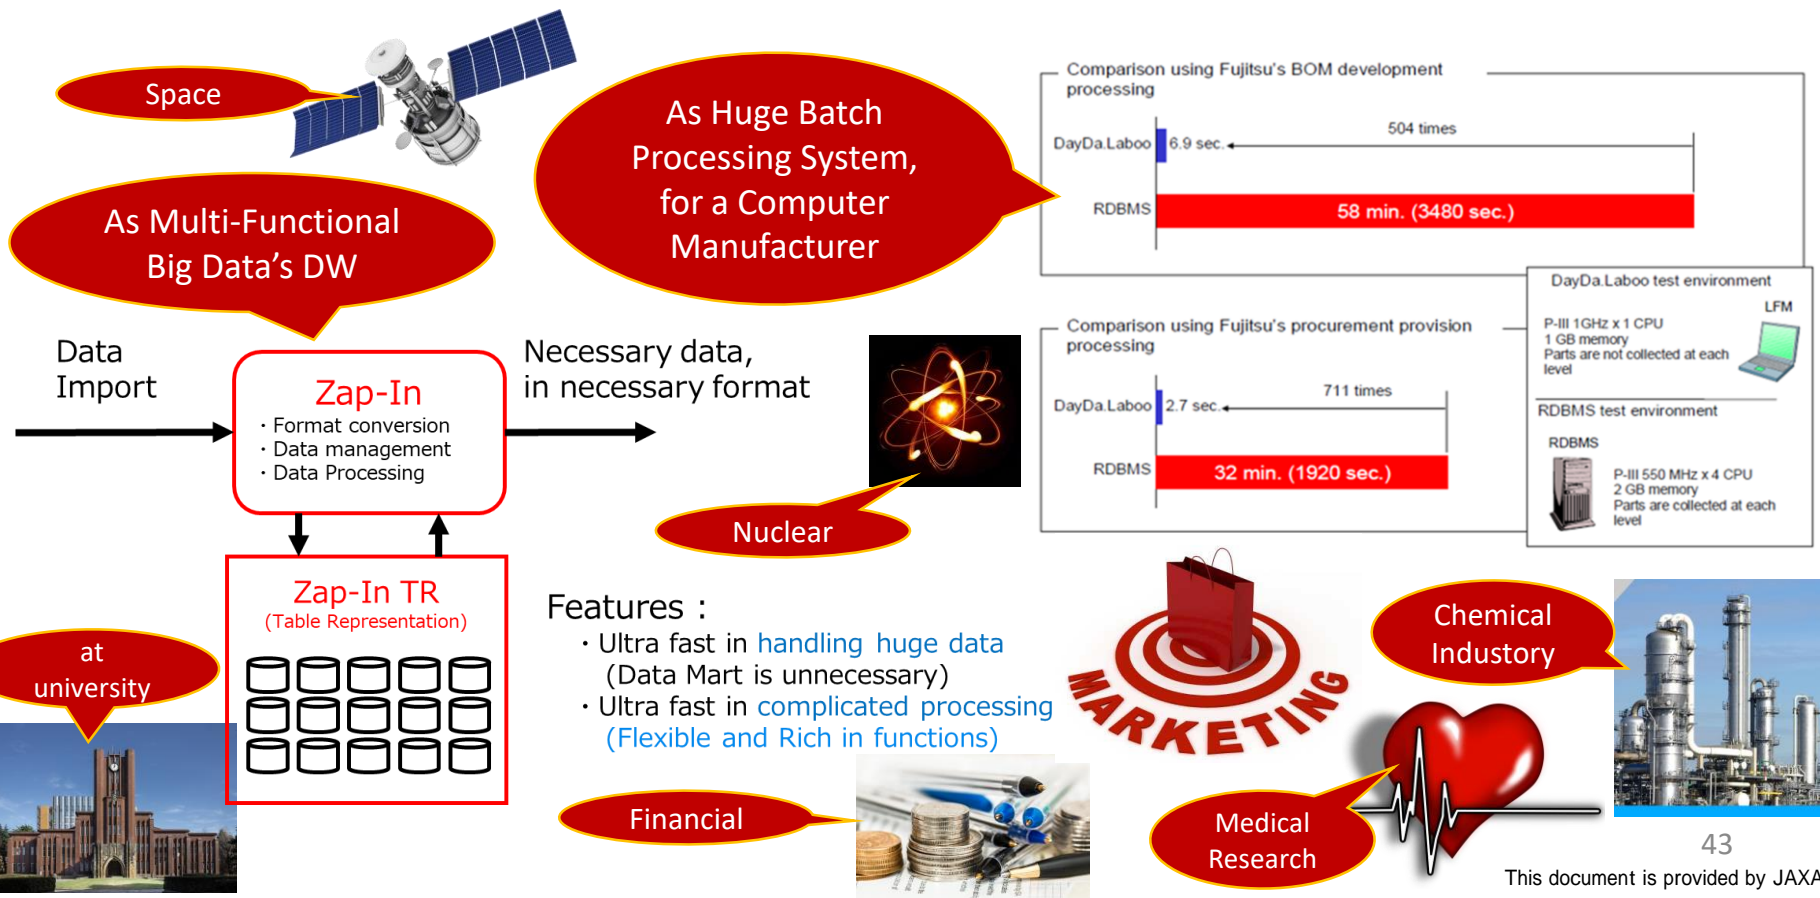 Space
As Multi-Functional
Big Data's DW
Data
Import
Zap-In
・Format conversion
・Data management
・Data Processing
Necessary data,
in necessary format
Zap-In TR
(Table Representation)
at
university
As Huge Batch
Processing System,
for a Computer
Manufacturer
Nuclear
Features :
・Ultra fast in handling huge data
(Data Mart is unnecessary)
・Ultra fast in complicated processing
(Flexible and Rich in functions)
Financial
Comparison using Fujitsu's BOM development
processing
504 times
DayDa.Laboo
6.9 sec.
RDBMS
58 min. (3480 sec.)
Comparison using Fujitsu's procurement provision
processing
711 times
DayDa.Laboo
2.7 sec.
RDBMS
32 min. (1920 sec.)
DayDa.Laboo test environment
LFM
P-III 1GHz x 1 CPU
1 GB memory
Parts are not collected at each
level
RDBMS test environment
RDBMS
P-III 550 MHz x 4 CPU
2 GB memory
Parts are collected at each
level
MARKETING
Chemical
Industory
Medical
Research
43
This document is provided by JAXA